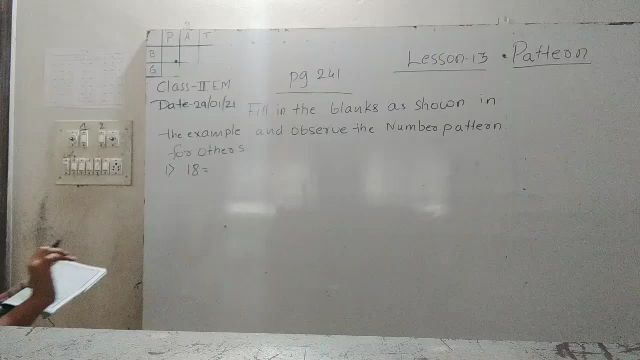 P A T
B
G
Lesson-13 • Pattern
Class-II EM
Pg 241
Date-29/01/21 Fill in the blanks as shown in
the example and observe the Number pattern
for others
1) 18=